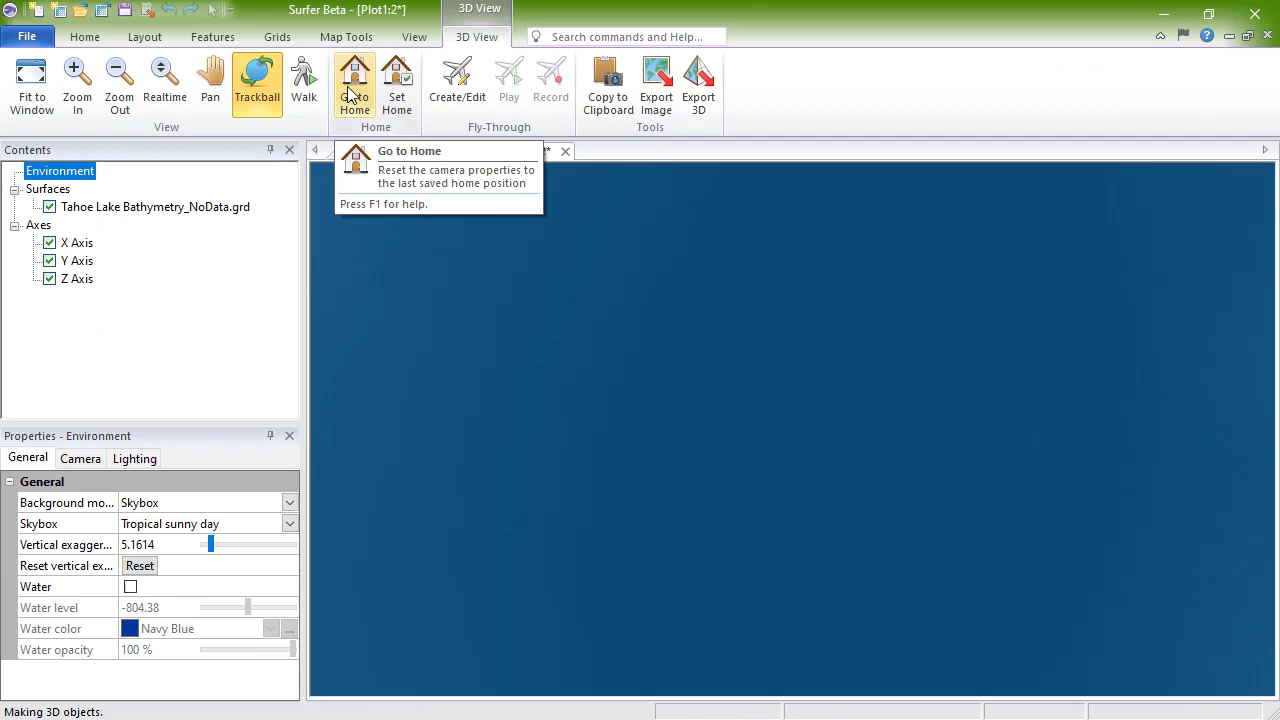 Surfer Beta - [Plot1:2*]
3D View
File
Home
Layout
Features
Grids
Map Tools
View
3D View
Search commands and Help...
Fit to Window
Zoom In
Zoom Out
Realtime
Pan
Trackball
Walk
Go to Home
Set Home
Create/Edit
Play
Record
Copy to Clipboard
Export Image
Export 3D
View
Home
Fly-Through
Tools
Contents
Environment
Surfaces
Tahoe Lake Bathymetry_NoData.grd
Axes
X Axis
Y Axis
Z Axis
Go to Home
Reset the camera properties to
the last saved home position
Press F1 for help.
Properties - Environment
General
Camera
Lighting
General
Background mo... Skybox
Skybox Tropical sunny day
Vertical exagger... 5.1614
Reset vertical ex... Reset
Water
Water level -804.38
Water color Navy Blue ...
Water opacity 100 %
Making 3D objects.